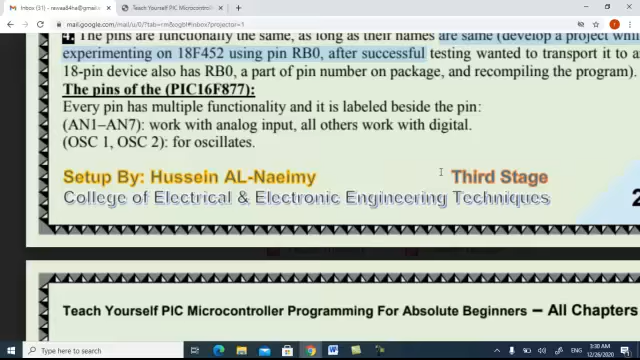 Inbox (31) - revaa84ha@gmail.c
Teach Yourself PIC Microcontroll
mail.google.com/mail/u/0/?tab=rm&ogbl#inbox?projector=1
4. The pins are functionally the same, as long as their names are same (develop a project whil
experimenting on 18F452 using pin RB0, after successful testing wanted to transport it to an
18-pin device also has RB0, a part of pin number on package, and recompiling the program).
The pins of the (PIC16F877):
Every pin has multiple functionality and it is labeled beside the pin:
(AN1–AN7): work with analog input, all others work with digital.
(OSC 1, OSC 2): for oscillates.
Setup By: Hussein AL-Naeimy Third Stage
College of Electrical & Electronic Engineering Techniques
2
Teach Yourself PIC Microcontroller Programming For Absolute Beginners – All Chapters
Type here to search
ENG
3:30 AM
12/26/2020